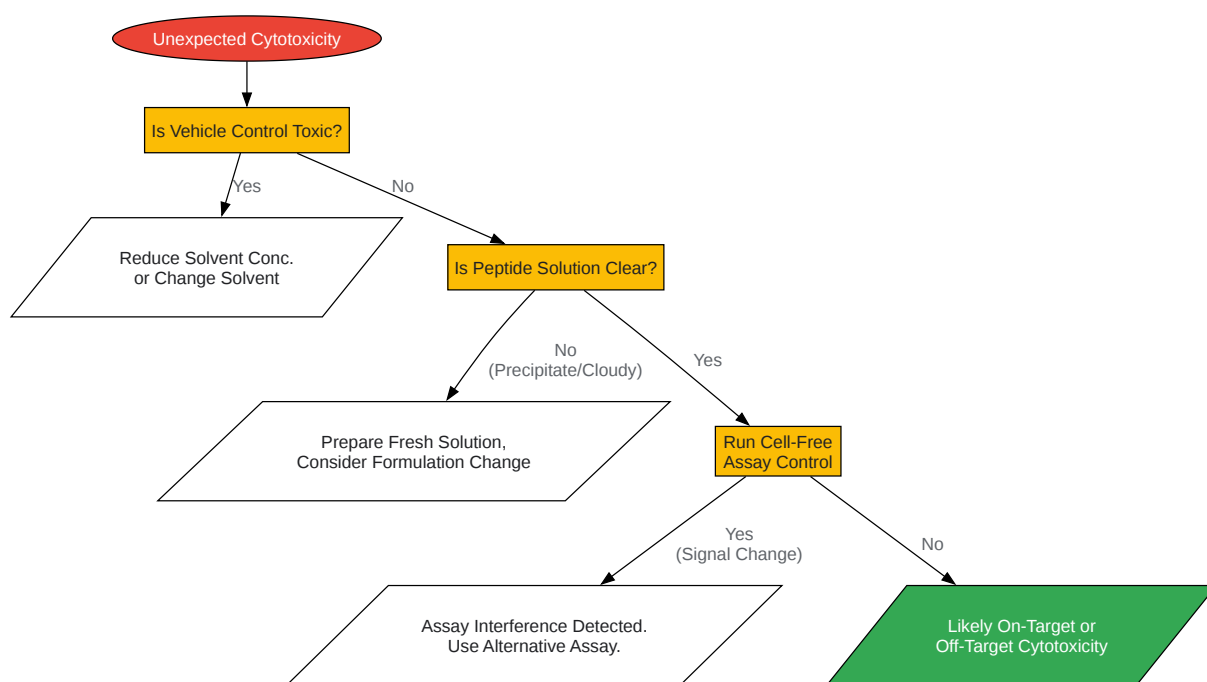 Unexpected Cytotoxicity
Is Vehicle Control Toxic?
Yes
No
Reduce Solvent Conc.
or Change Solvent
Is Peptide Solution Clear?
No
(Precipitate/Cloudy)
Yes
Prepare Fresh Solution,
Consider Formulation Change
Run Cell-Free
Assay Control
Yes
(Signal Change)
No
Assay Interference Detected.
Use Alternative Assay.
Likely On-Target or
Off-Target Cytotoxicity